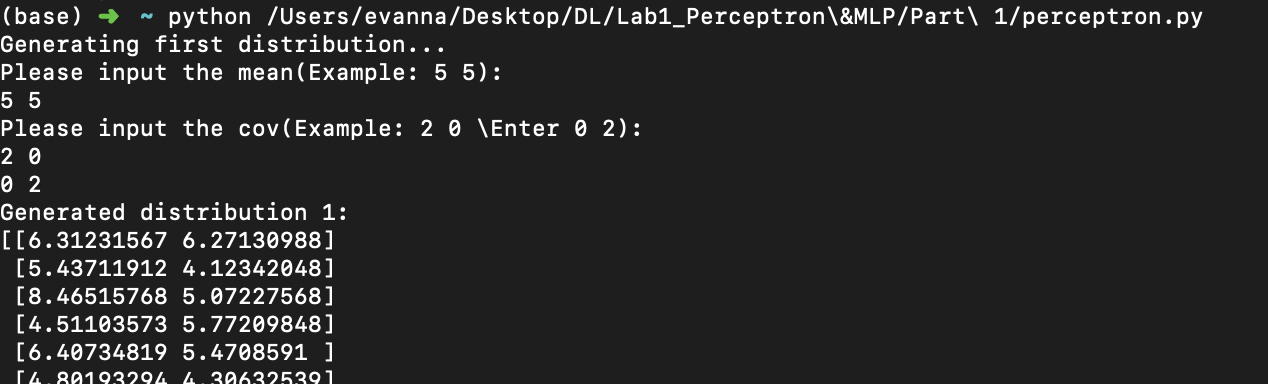 (base) ➜ ~ python /Users/evanna/Desktop/DL/Lab1_Perceptron\&MLP/Part\ 1/perceptron.py
Generating first distribution...
Please input the mean(Example: 5 5):
5 5
Please input the cov(Example: 2 0 \Enter 0 2):
2 0
0 2
Generated distribution 1:
[[6.31231567 6.27130988]
 [5.43711912 4.12342048]
 [8.46515768 5.07227568]
 [4.51103573 5.77209848]
 [6.40734819 5.4708591 ]
 [4.80193294 4.30632539]